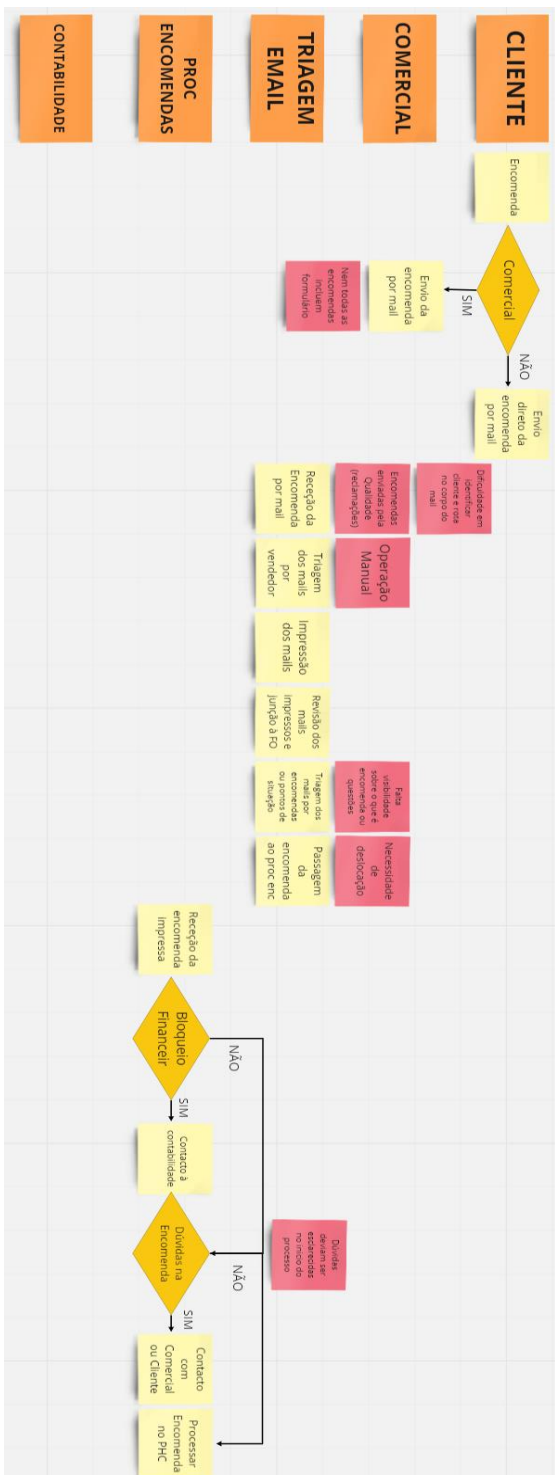 CLIENTE
Encomenda
Comercial
SIM
NÃO
Envio
direto da
encomenda
por mail
COMERCIAL
Envio da
encomenda
por mail
Nem todas as
encomendas
incluem
formulário
Dificuldade em
identificar
cliente e rota
no corpo do
mail
Encomendas
enviadas pela
Qualidade
(reclamações)
Operação
Manual
Falta
visibilidade
sobre o que é
encomenda ou
questões
Necessidade
de
deslocação
TRIAGEM
EMAIL
Receção da
Encomenda
por mail
Triagem
dos mails
por
vendedor
Impressão
dos mails
Revisão dos
mails
impressos e
junção à FO
Triagem dos
mails por
encomendas
ou pontos de
situação
Passagem
da
encomenda
ao proc enc
Dúvidas
deviam ser
esclarecidas
no inicio do
processo
PROC
ENCOMENDAS
Receção da
encomenda
impressa
Bloqueio
Financeir
NÃO
SIM
Contacto à
contabilidade
Dúvidas na
Encomenda
NÃO
SIM
Contacto
com
Comercial
ou Cliente
Processar
Encomenda
no PHC
CONTABILIDADE